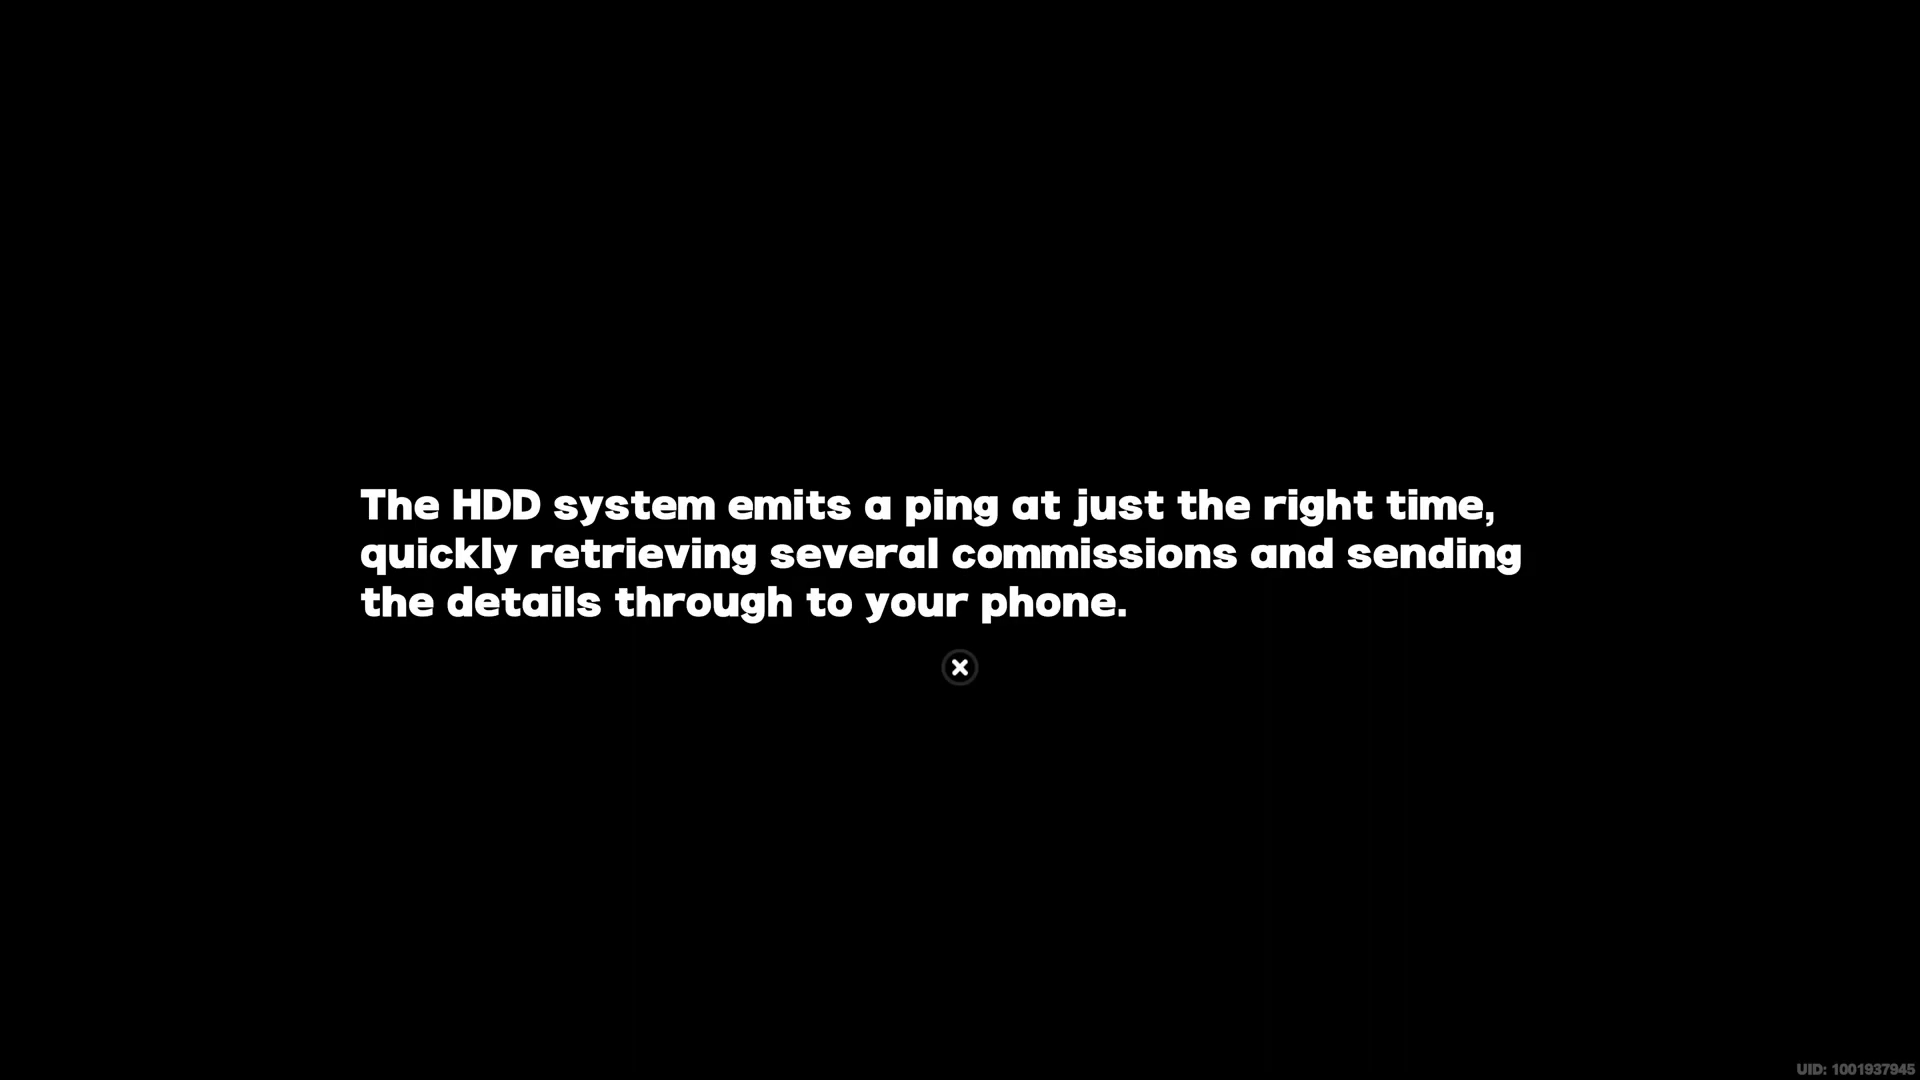 The HDD system emits a ping at just the right time,
quickly retrieving several commissions and sending
the details through to your phone.
UID: 1001937945